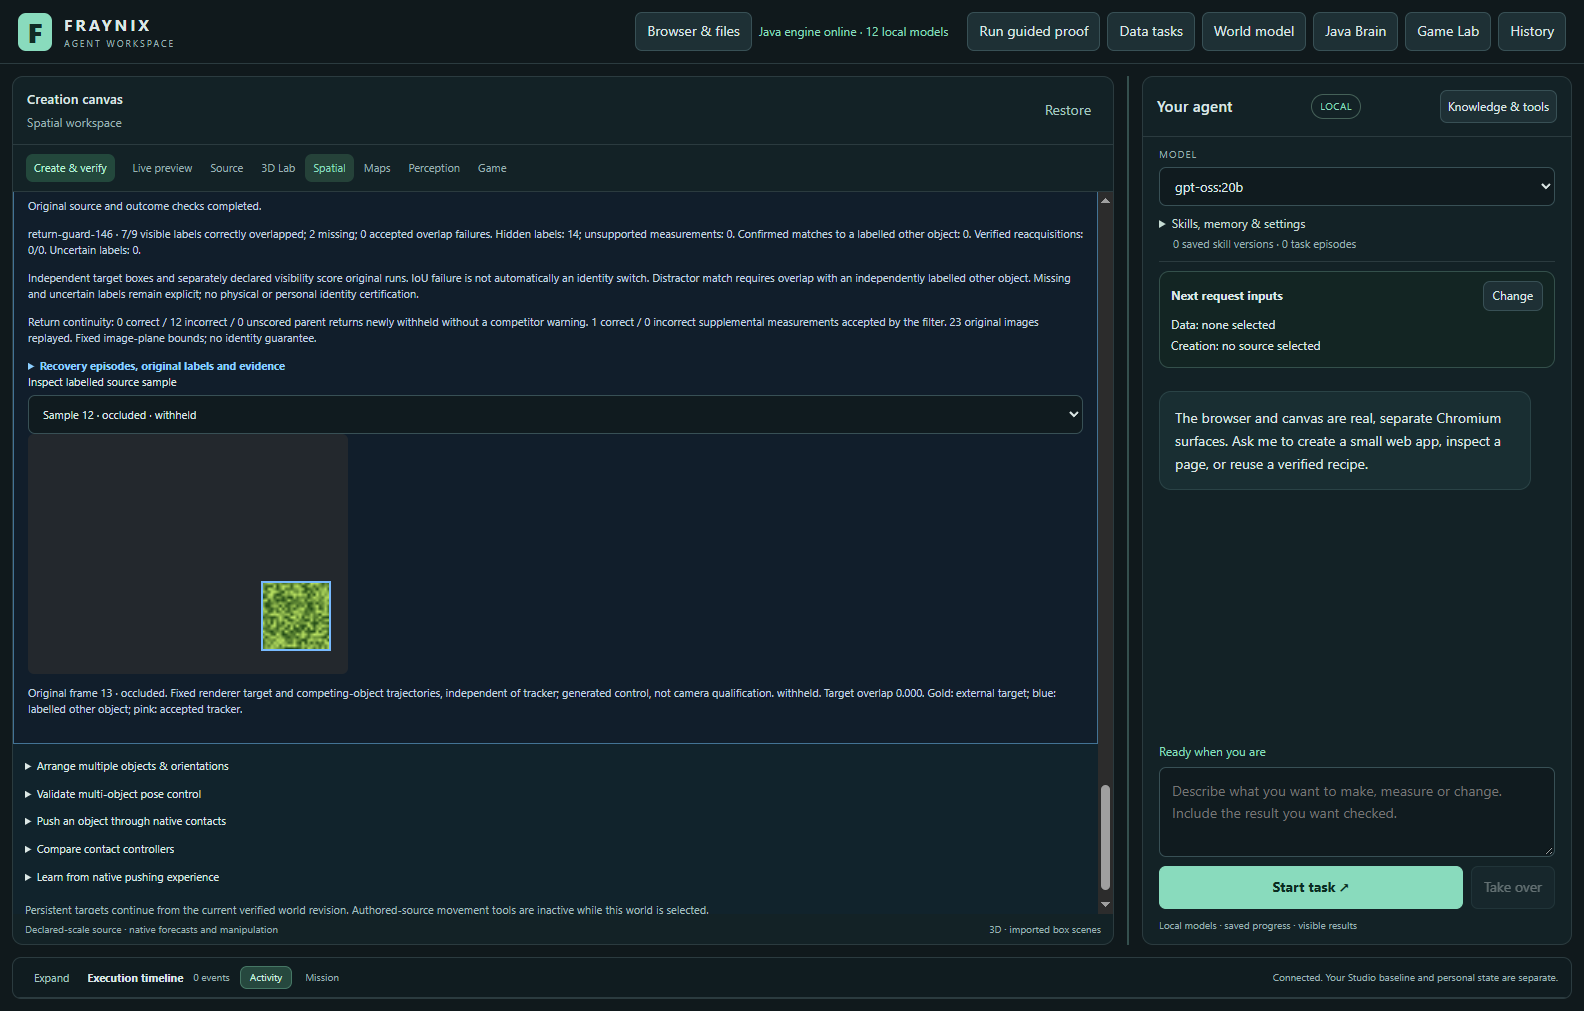 F
FRAYNIX
AGENT WORKSPACE
Browser & files
Java engine online · 12 local models
Run guided proof
Data tasks
World model
Java Brain
Game Lab
History
Creation canvas
Spatial workspace
Restore
Create & verify
Live preview
Source
3D Lab
Spatial
Maps
Perception
Game
Original source and outcome checks completed.
return-guard-146 · 7/9 visible labels correctly overlapped; 2 missing; 0 accepted overlap failures. Hidden labels: 14; unsupported measurements: 0. Confirmed matches to a labelled other object: 0. Verified reacquisitions:
0/0. Uncertain labels: 0.
Independent target boxes and separately declared visibility score original runs. IoU failure is not automatically an identity switch. Distractor match requires overlap with an independently labelled other object. Missing
and uncertain labels remain explicit; no physical or personal identity certification.
Return continuity: 0 correct / 12 incorrect / 0 unscored parent returns newly withheld without a competitor warning. 1 correct / 0 incorrect supplemental measurements accepted by the filter. 23 original images
replayed. Fixed image-plane bounds; no identity guarantee.
Recovery episodes, original labels and evidence
Inspect labelled source sample
Sample 12 · occluded · withheld
Original frame 13 · occluded. Fixed renderer target and competing-object trajectories, independent of tracker; generated control, not camera qualification. withheld. Target overlap 0.000. Gold: external target; blue:
labelled other object; pink: accepted tracker.
Arrange multiple objects & orientations
Validate multi-object pose control
Push an object through native contacts
Compare contact controllers
Learn from native pushing experience
Persistent targets continue from the current verified world revision. Authored-source movement tools are inactive while this world is selected.
Declared-scale source · native forecasts and manipulation
3D · imported box scenes
Your agent
LOCAL
Knowledge & tools
MODEL
gpt-oss:20b
Skills, memory & settings
0 saved skill versions · 0 task episodes
Next request inputs
Change
Data: none selected
Creation: no source selected
The browser and canvas are real, separate Chromium
surfaces. Ask me to create a small web app, inspect a
page, or reuse a verified recipe.
Ready when you are
Describe what you want to make, measure or change.
Include the result you want checked.
Start task ↗
Take over
Local models · saved progress · visible results
Expand
Execution timeline
0 events
Activity
Mission
Connected. Your Studio baseline and personal state are separate.